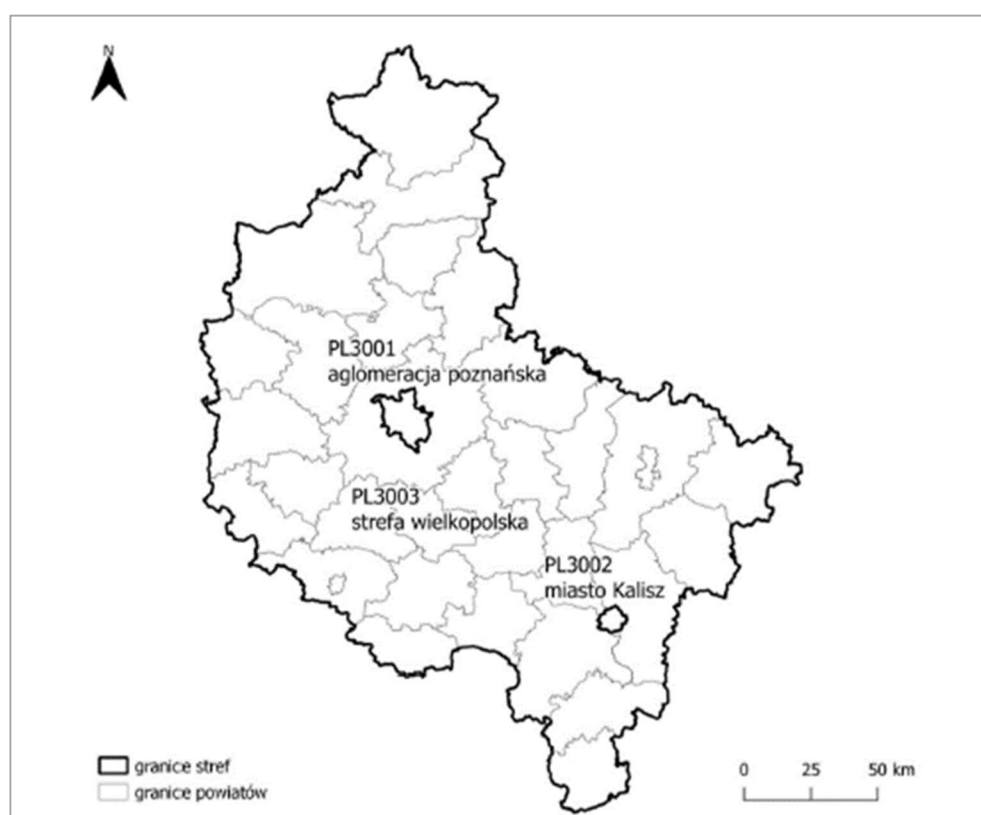 N
PL3001
aglomeracja poznańska
PL3003
strefa wielkopolska
PL3002
miasto Kalisz
granice stref
granice powiatów
0 25 50 km